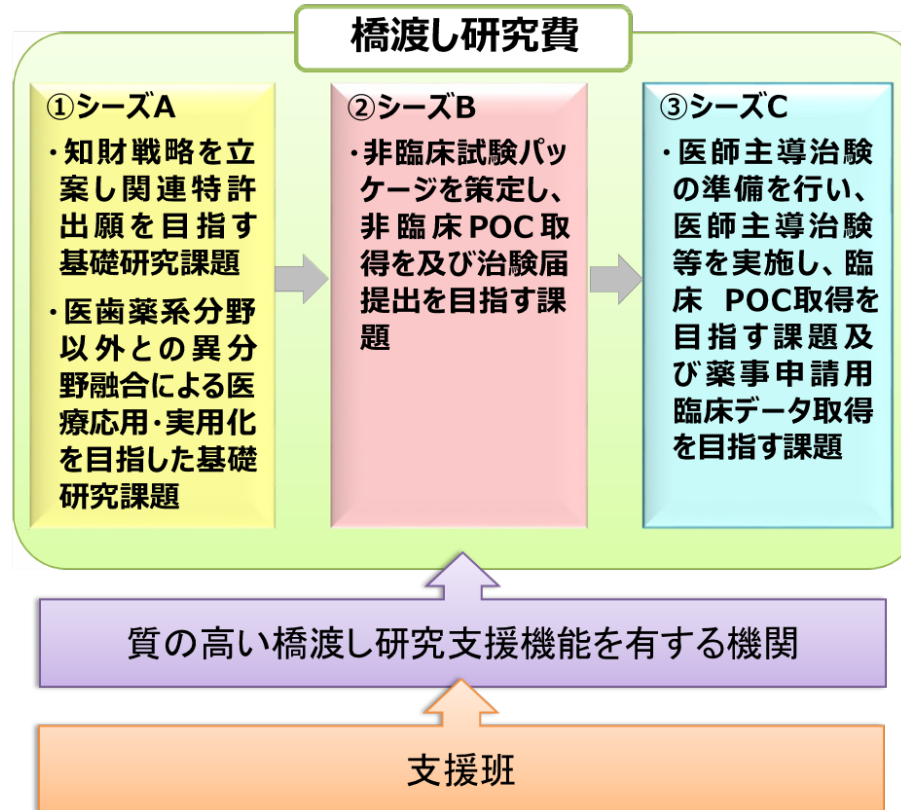 橋渡し研究費
①シーズA
・知財戦略を立
案し関連特許
出願を目指す
基礎研究課題
・医歯薬系分野
以外との異分
野融合による医
療応用・実用化
を目指した基礎
研究課題
②シーズB
・非臨床試験パッ
ケージを策定し、
非臨床POC取
得を及び治験届
提出を目指す課
題
③シーズC
・医師主導治験
の準備を行い、
医師主導治験
等を実施し、臨
床 POC取得を
目指す課題及
び薬事申請用
臨床データ取得
を目指す課題
質の高い橋渡し研究支援機能を有する機関
支援班